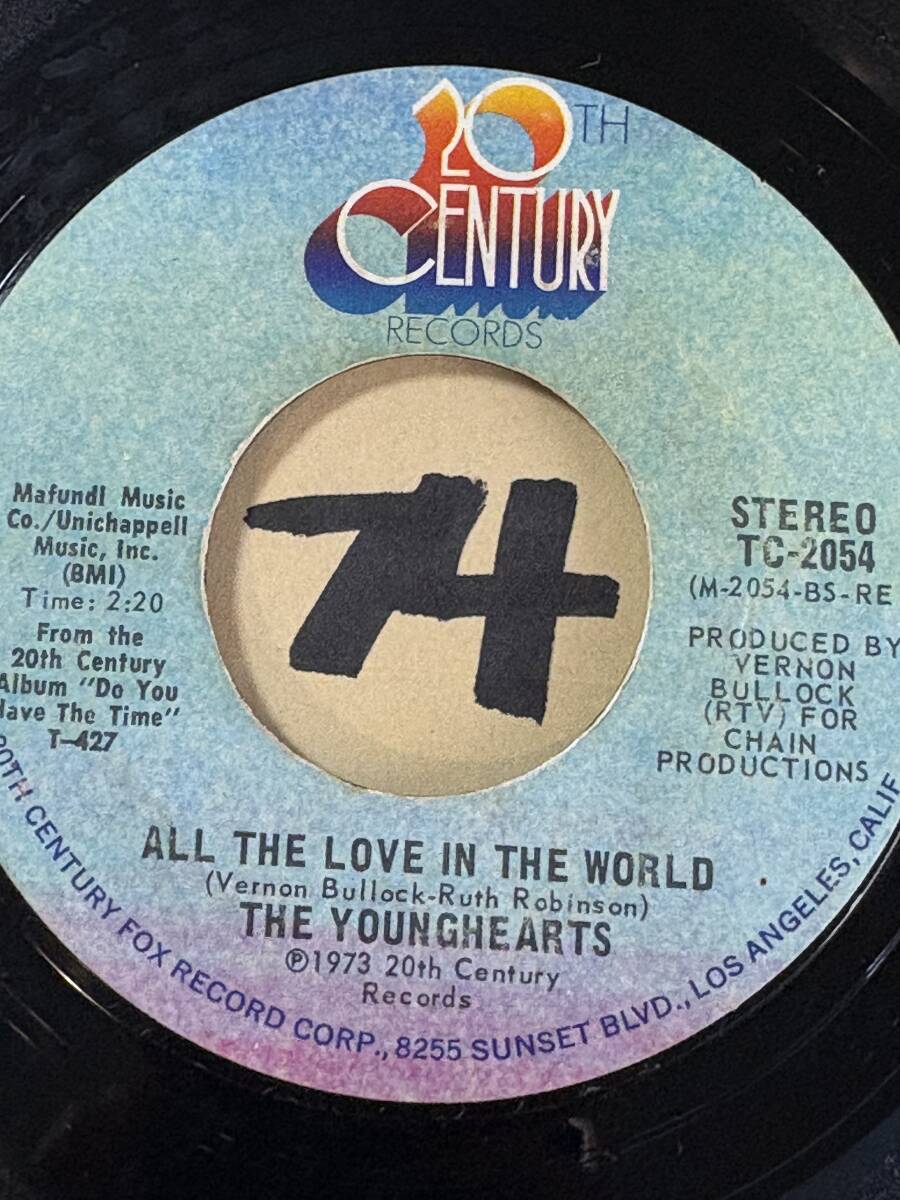 20TH
CENTURY
RECORDS
Mafundi Music
Co./Unichappell
Music, Inc.
(BMI)
Time: 2:20
From the
20th Century
Album "Do You
Have The Time"
T-427
74
STEREO
TC-2054
(M-2054-BS-RE
PRODUCED BY
VERNON
BULLOCK
(RTV) FOR
CHAIN
PRODUCTIONS
ALL THE LOVE IN THE WORLD
(Vernon Bullock-Ruth Robinson)
THE YOUNGHEARTS
℗1973 20th Century
Records
20TH CENTURY FOX RECORD CORP., 8255 SUNSET BLVD., LOS ANGELES, CALIF